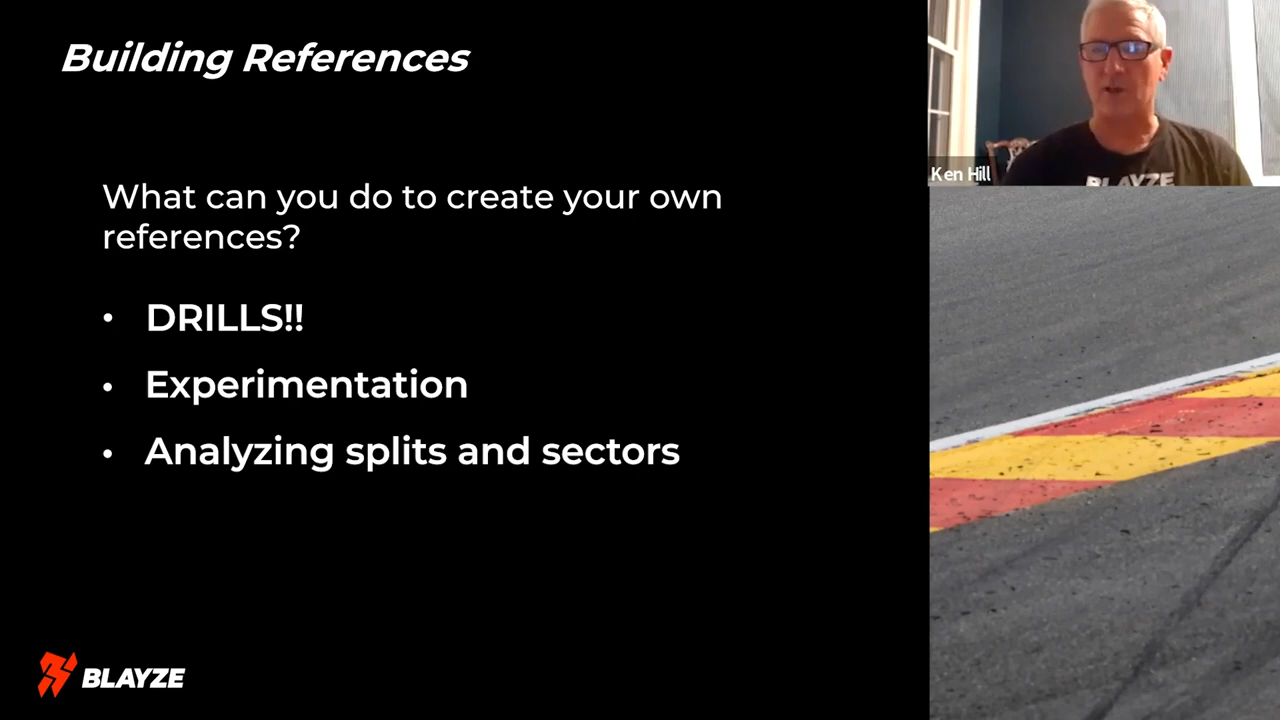 Building References
What can you do to create your own
references?
• DRILLS!!
• Experimentation
• Analyzing splits and sectors
BLAYZE
Ken Hill
BLAYZE